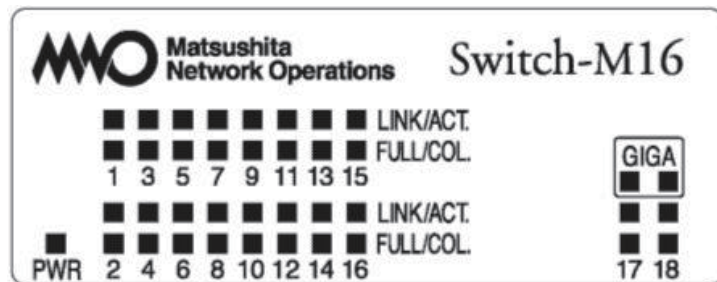 MNO Matsushita
Network Operations
Switch-M16
LINK/ACT.
FULL/COL.
1 3 5 7 9 11 13 15
GIGA
LINK/ACT.
FULL/COL.
PWR 2 4 6 8 10 12 14 16 17 18